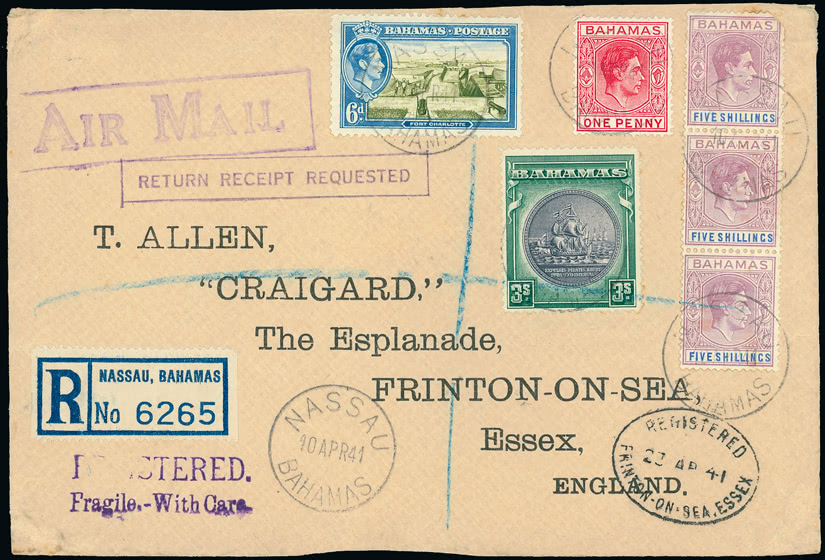 BAHAMAS · POSTAGE
6d
FORT CHARLOTTE
BAHAMAS
BAHAMAS
ONE PENNY
BAHAMAS
FIVE SHILLINGS
BAHAMAS
FIVE SHILLINGS
BAHAMAS
FIVE SHILLINGS
BAHAMAS
BAHAMAS
3s
3s
AIR MAIL
RETURN RECEIPT REQUESTED
T. ALLEN,
"CRAIGARD,"
The Esplanade,
FRINTON-ON-SEA,
Essex,
ENGLAND.
R
NASSAU, BAHAMAS
No 6265
Fragile.-With Care.
NASSAU
10 APR 41
BAHAMAS
REGISTERED
23 AP 41
FRINTON-ON-SEA, ESSEX